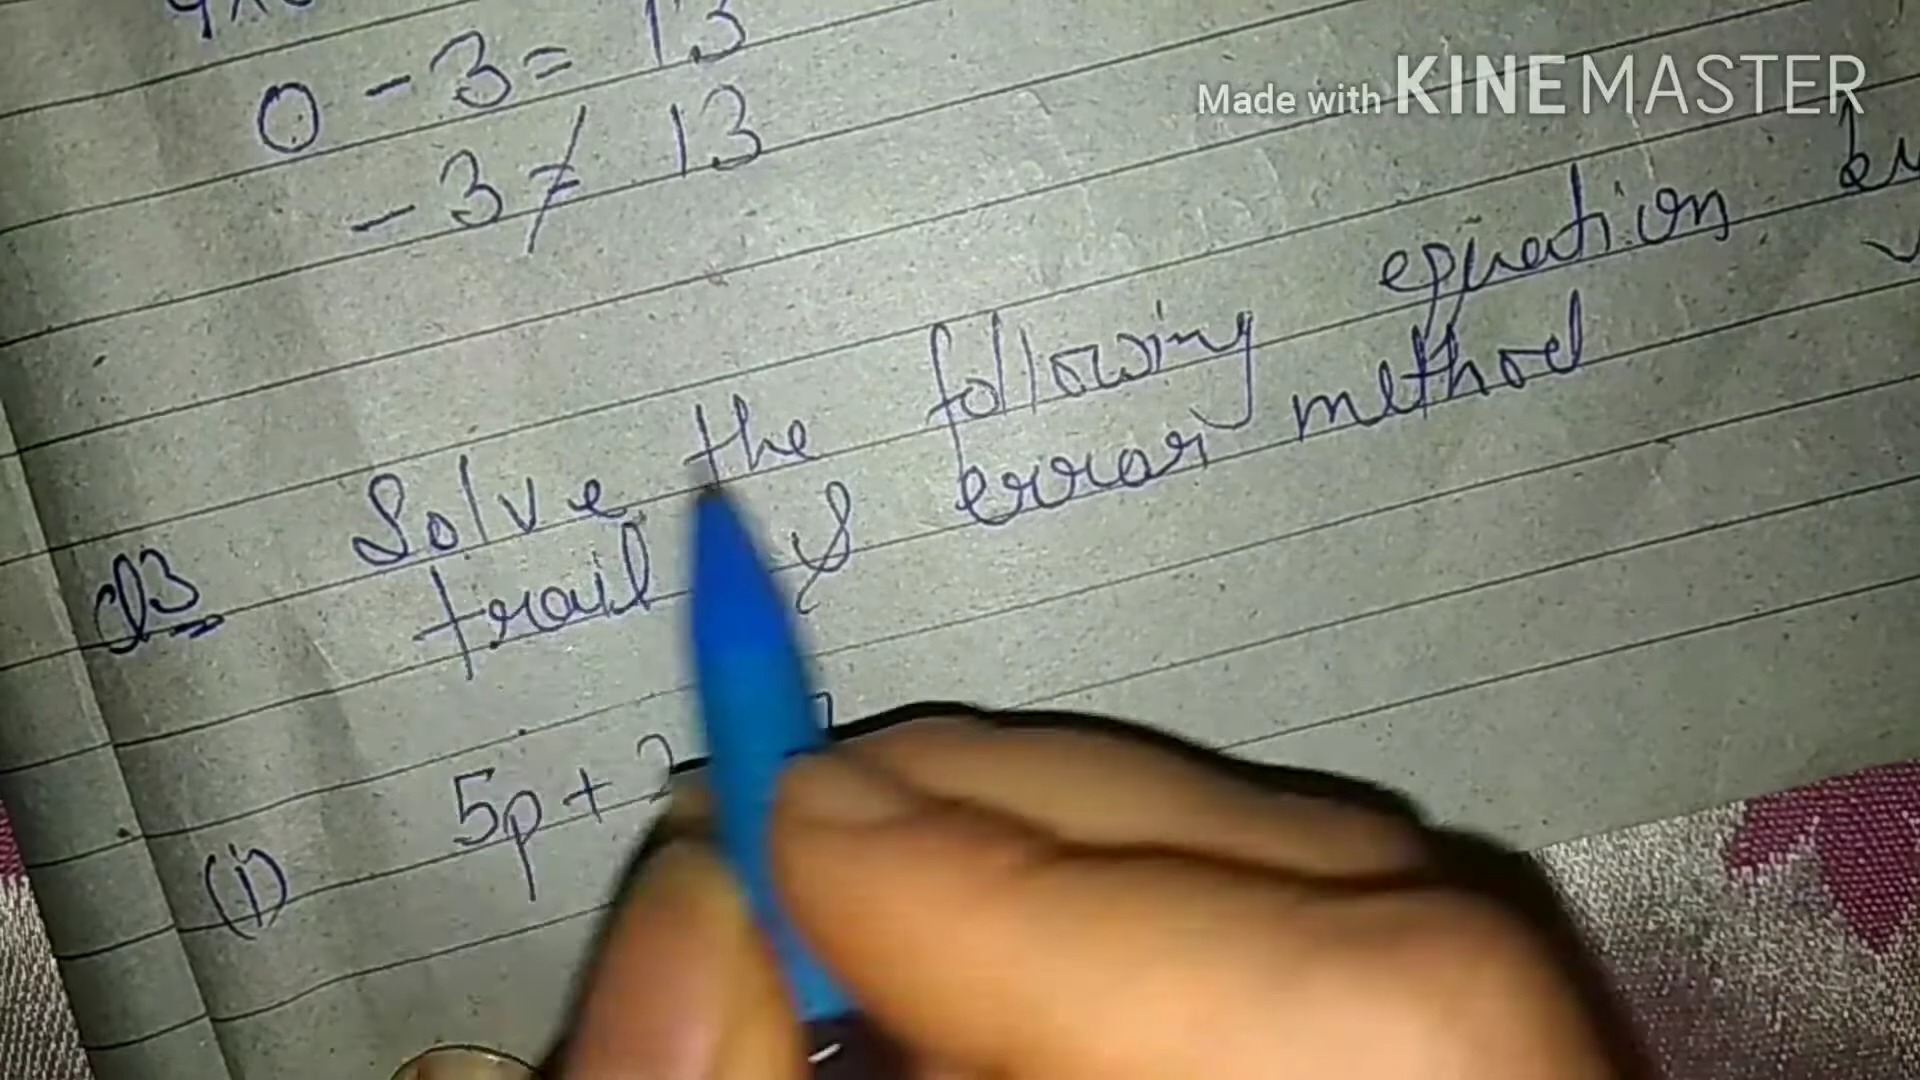 0 - 3 = 13
Made with KINEMASTER
- 3 ≠ 13
Q3 Solve the following equation by
trail & error method
(i) 5p + 2